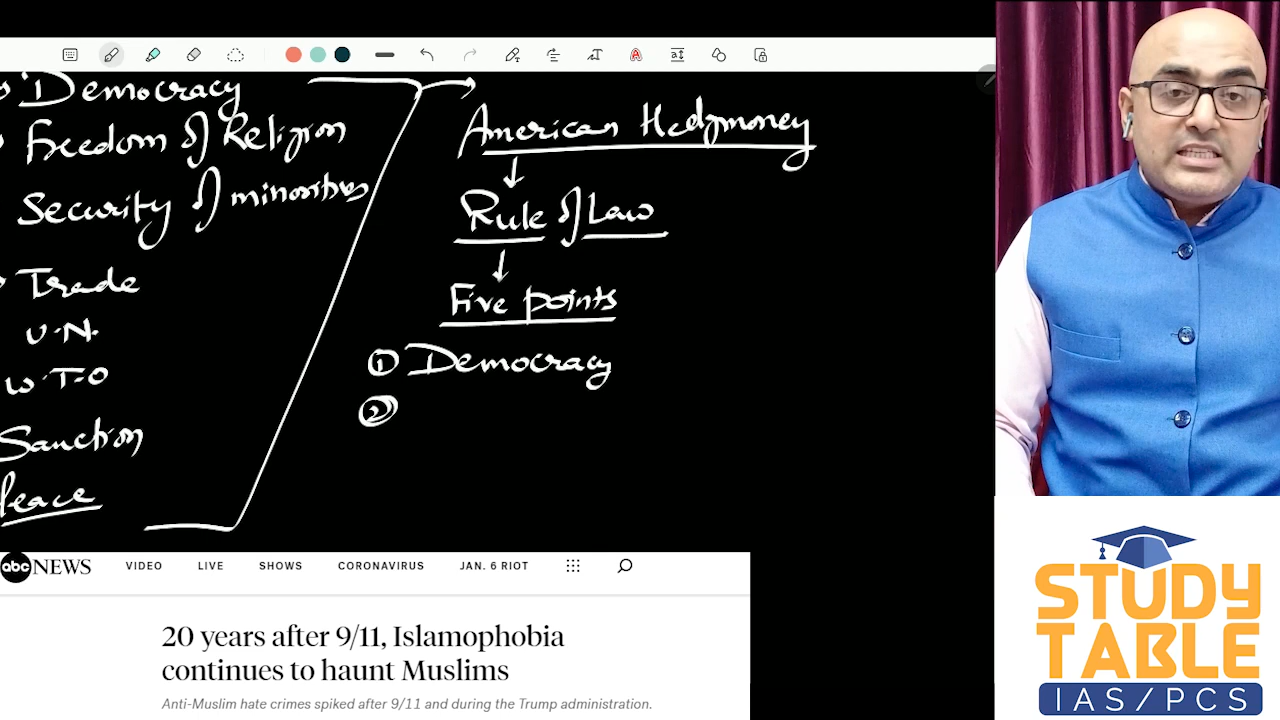 Democracy
Freedom of Religion
Security of minorities
Trade
U.N.
W.T.O
Sanction
Peace
American Hedgmoney
Rule of Law
Five points
① Democracy
②
abc NEWS VIDEO LIVE SHOWS CORONAVIRUS JAN. 6 RIOT
20 years after 9/11, Islamophobia
continues to haunt Muslims
Anti-Muslim hate crimes spiked after 9/11 and during the Trump administration.
STUDY
TABLE
IAS/PCS